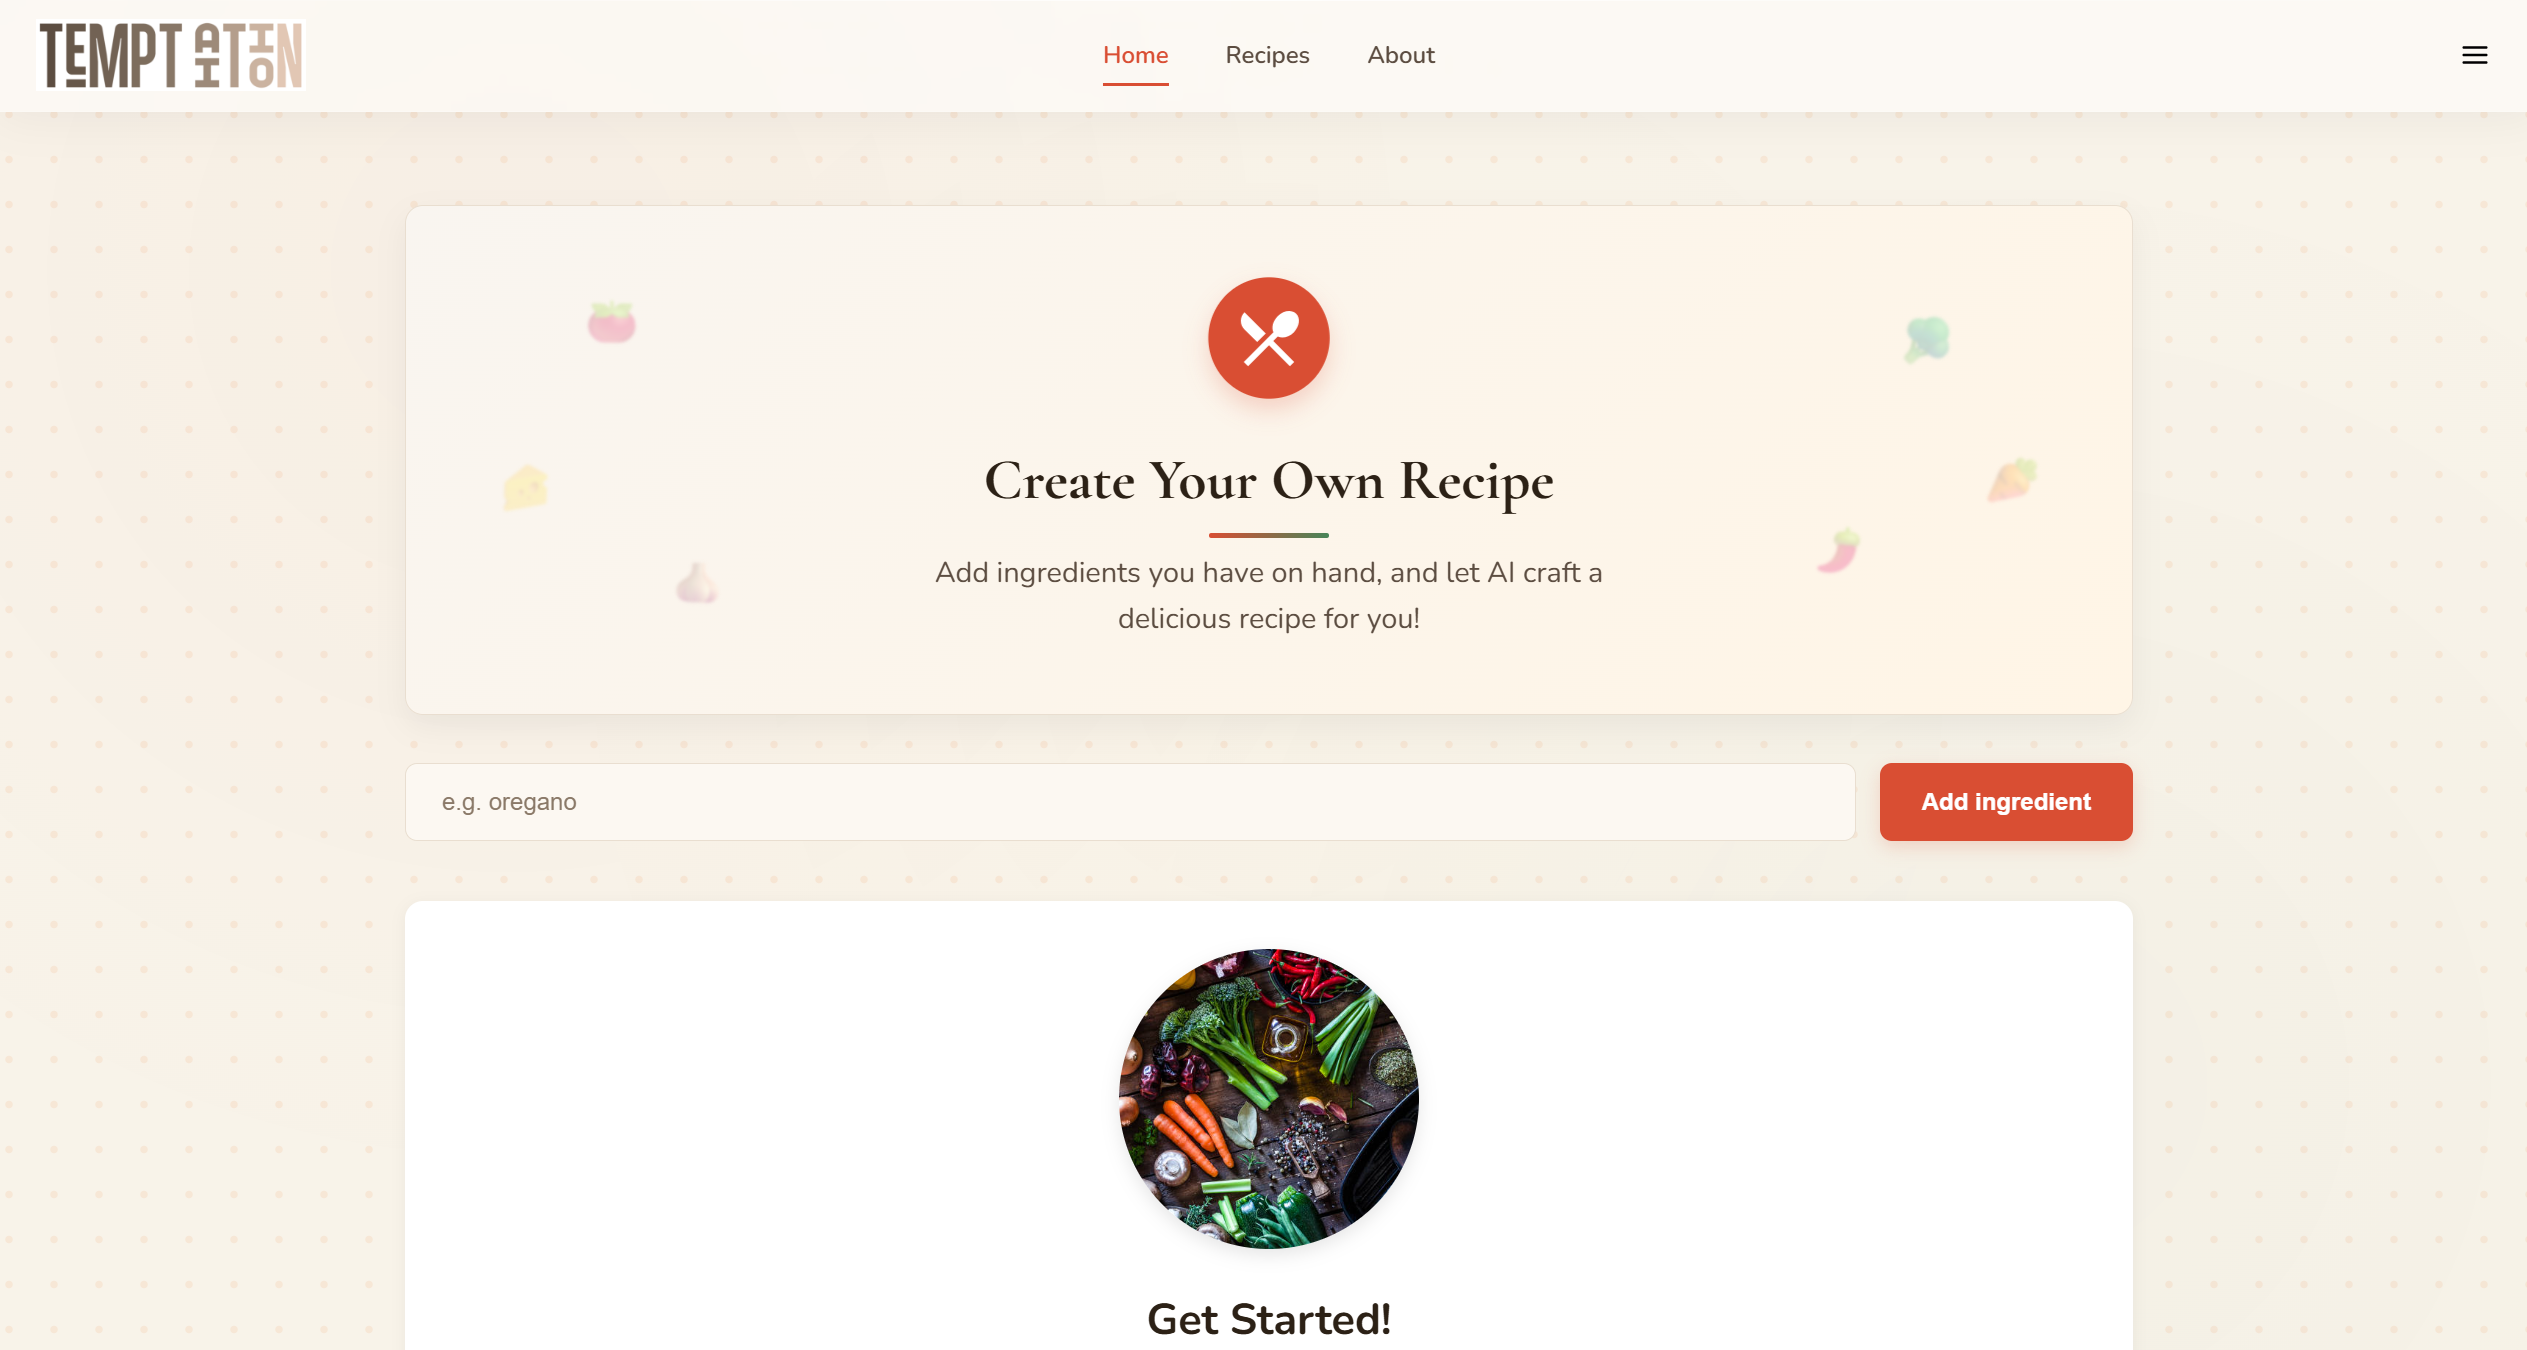 TEMPTAITION
Home
Recipes
About
Create Your Own Recipe
Add ingredients you have on hand, and let AI craft a
delicious recipe for you!
e.g. oregano
Add ingredient
Get Started!